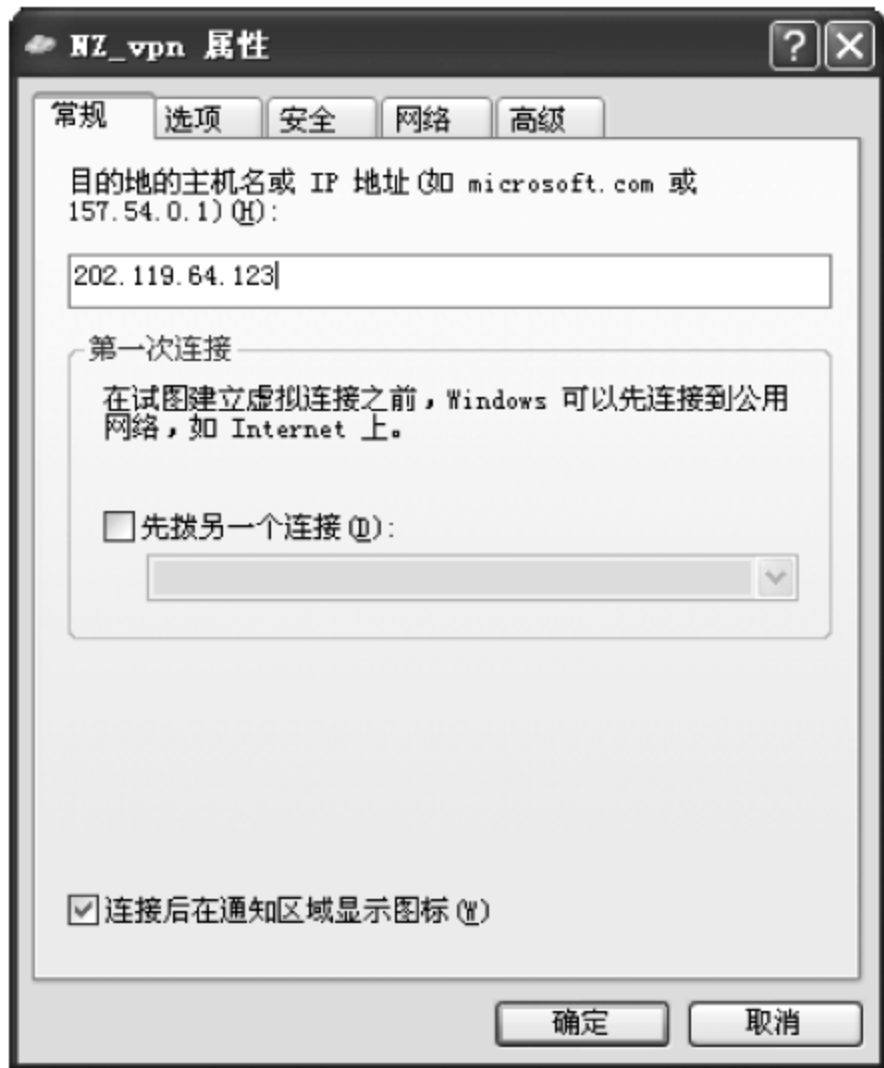 NZ_vpn 属性
常规 选项 安全 网络 高级
目的地的主机名或 IP 地址(如 microsoft.com 或
157.54.0.1)(H):
202.119.64.123
第一次连接
在试图建立虚拟连接之前，Windows 可以先连接到公用
网络，如 Internet 上。
先拨另一个连接(D):
连接后在通知区域显示图标(W)
确定 取消